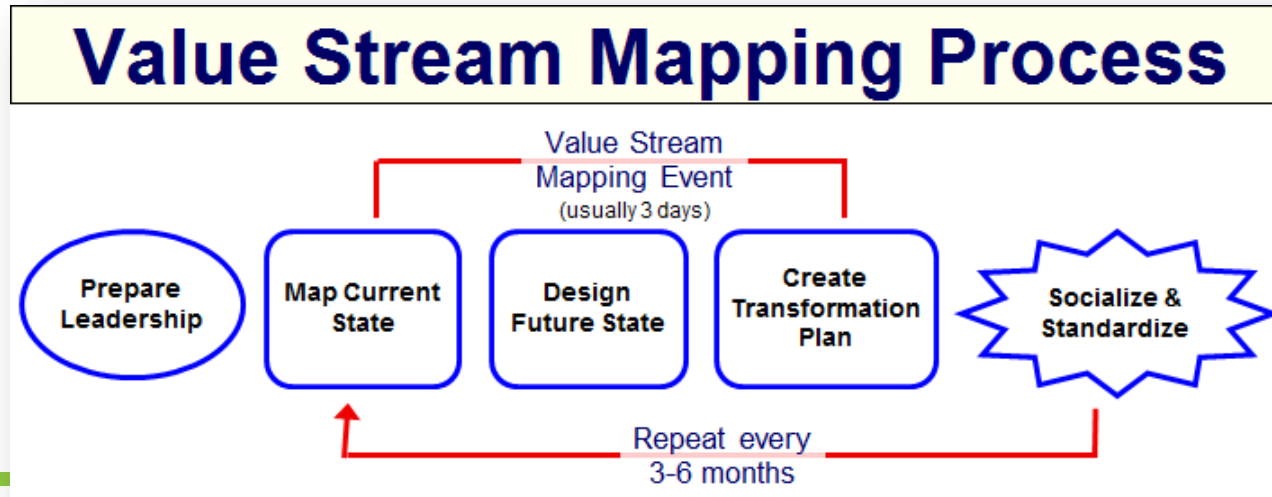 Value Stream Mapping Process
Value Stream
Mapping Event
(usually 3 days)
Prepare
Leadership
Map Current
State
Design
Future State
Create
Transformation
Plan
Socialize &
Standardize
Repeat every
3-6 months